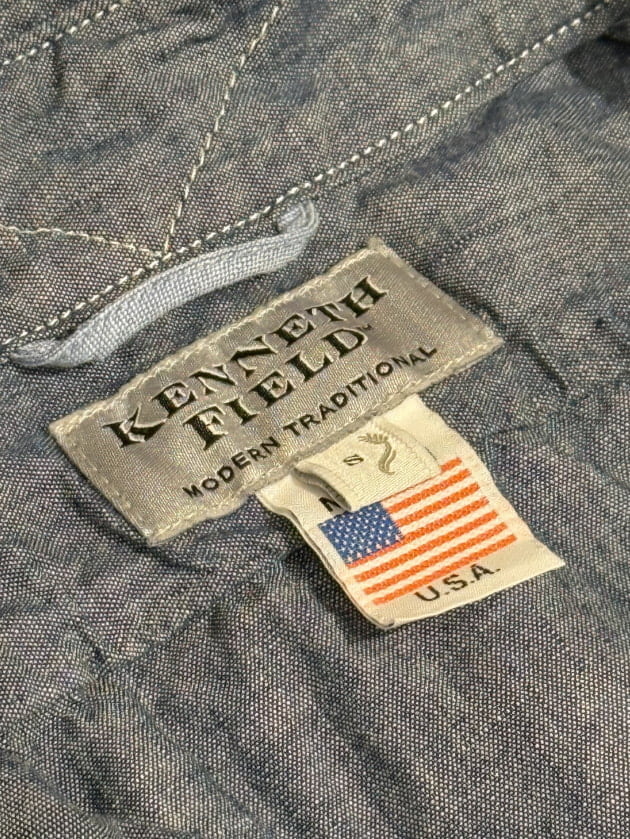 KENNETH
FIELD™
MODERN TRADITIONAL
S
U.S.A.